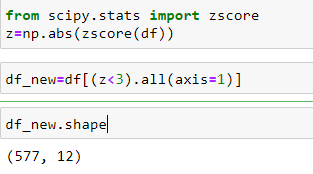 from scipy.stats import zscore
z=np.abs(zscore(df))
df_new=df[(z<3).all(axis=1)]
df_new.shape
(577, 12)